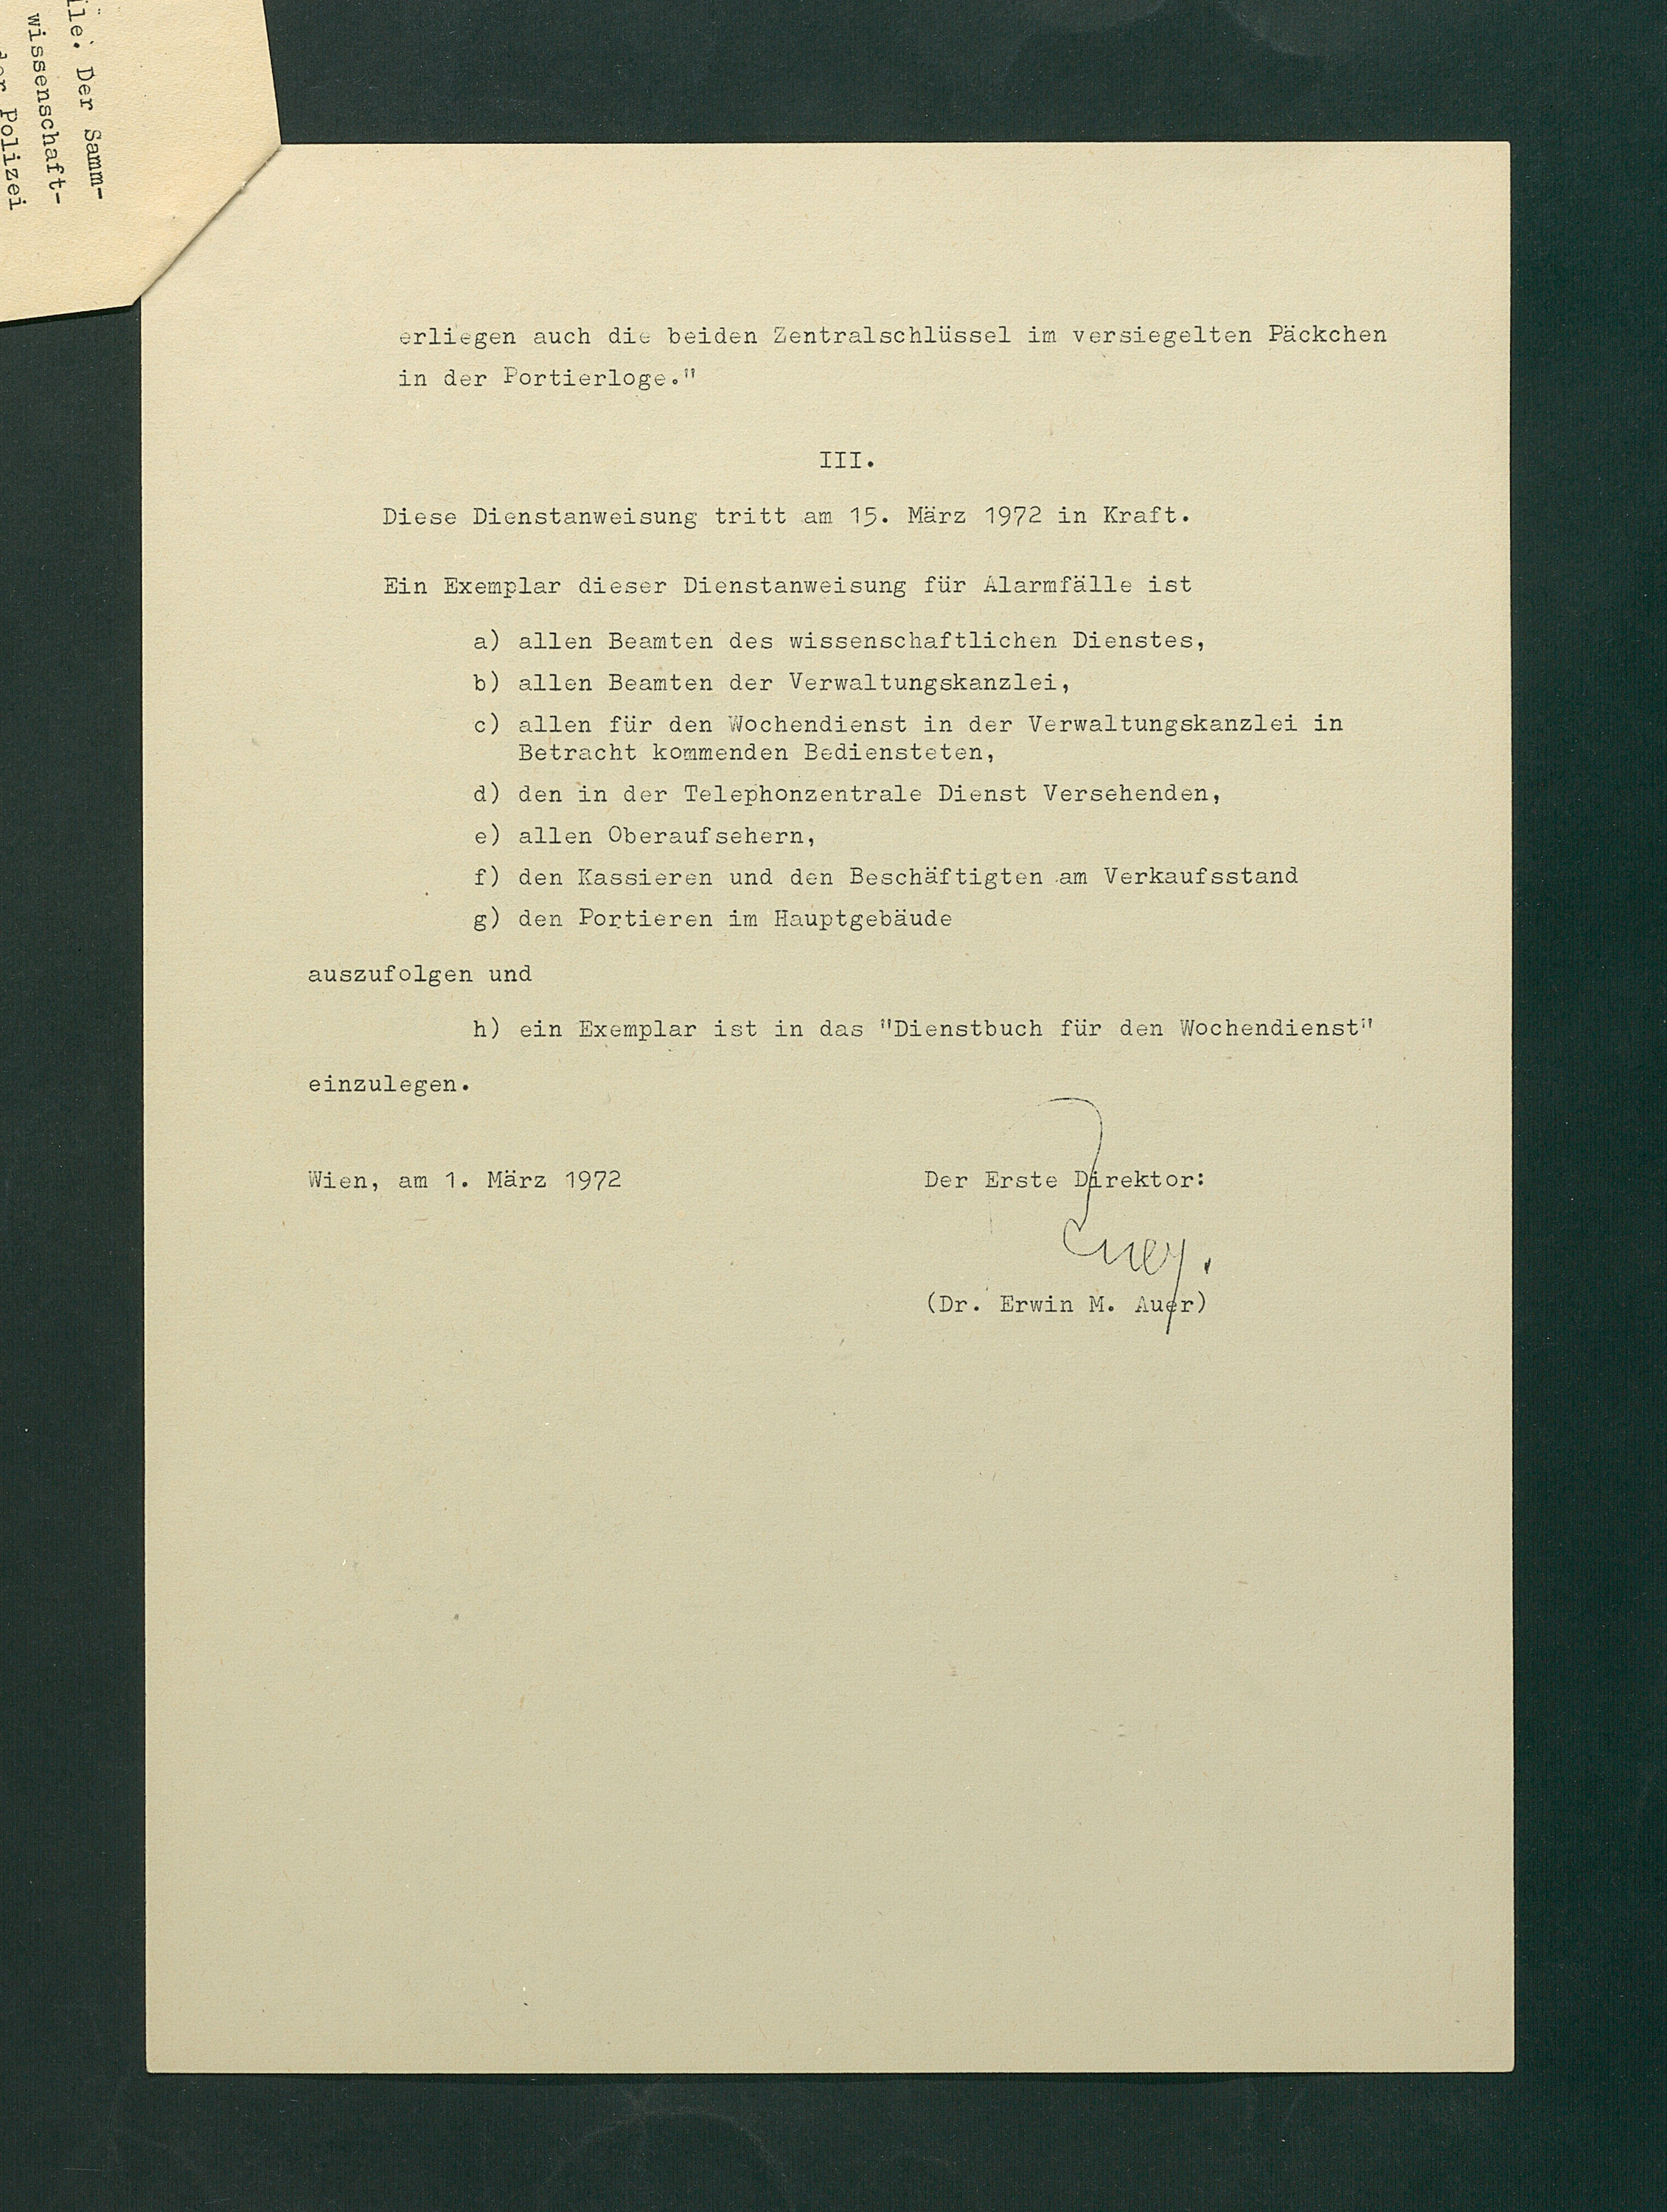 ile. Der Samm-
wissenschaft-
der Polizei
erliegen auch die beiden Zentralschlüssel im versiegelten Päckchen
in der Portierloge."
III.
Diese Dienstanweisung tritt am 15. März 1972 in Kraft.
Ein Exemplar dieser Dienstanweisung für Alarmfälle ist
a) allen Beamten des wissenschaftlichen Dienstes,
b) allen Beamten der Verwaltungskanzlei,
c) allen für den Wochendienst in der Verwaltungskanzlei in
Betracht kommenden Bediensteten,
d) den in der Telephonzentrale Dienst Versehenden,
e) allen Oberaufsehern,
f) den Kassieren und den Beschäftigten am Verkaufsstand
g) den Portieren im Hauptgebäude
auszufolgen und
h) ein Exemplar ist in das "Dienstbuch für den Wochendienst"
einzulegen.
Wien, am 1. März 1972 Der Erste Direktor:
(Dr. Erwin M. Auer)